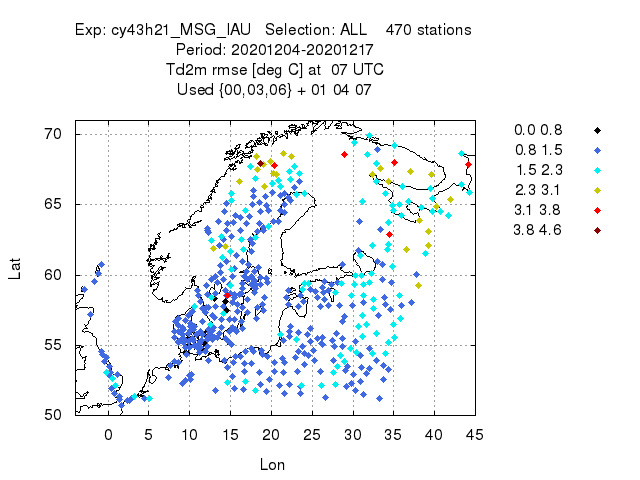 Exp: cy43h21_MSG_IAU   Selection: ALL    470 stations
Period: 20201204-20201217
Td2m rmse [deg C] at  07 UTC
Used {00,03,06} + 01 04 07
0.0 0.8
0.8 1.5
1.5 2.3
2.3 3.1
3.1 3.8
3.8 4.6
Lat
70
65
60
55
50
0 5 10 15 20 25 30 35 40 45
Lon